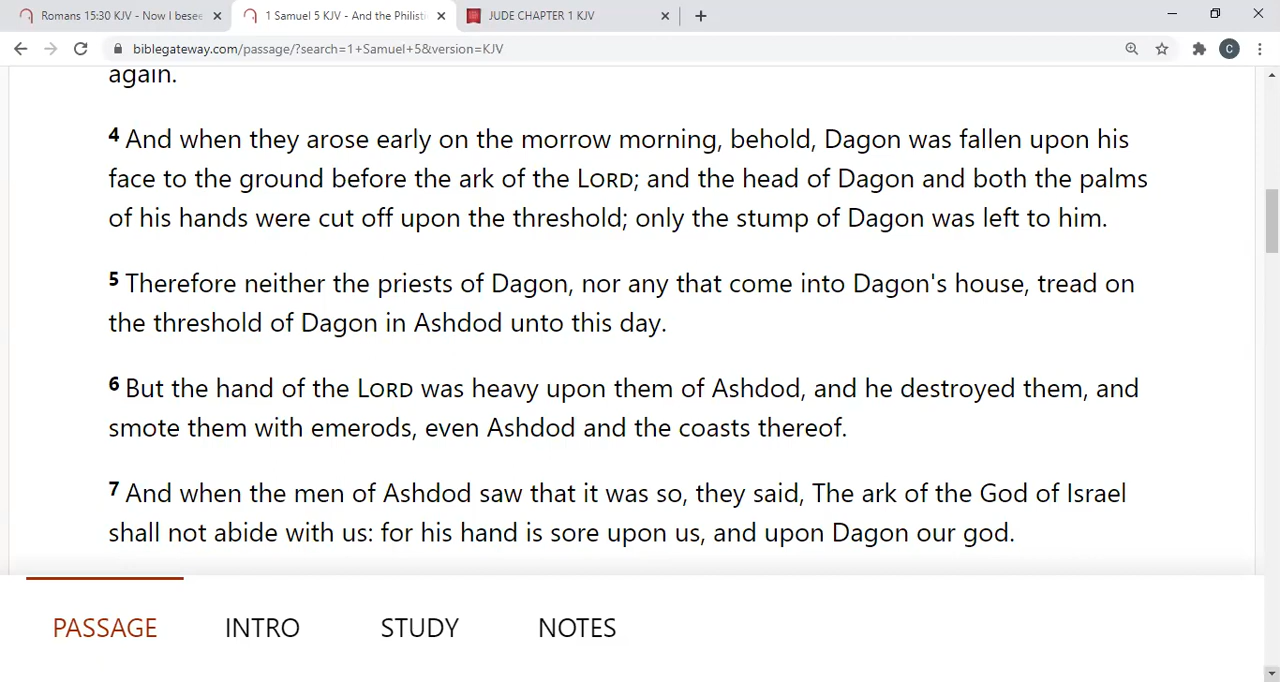 Romans 15:30 KJV - Now I besee
1 Samuel 5 KJV - And the Philisti
JUDE CHAPTER 1 KJV
biblegateway.com/passage/?search=1+Samuel+5&version=KJV
C
again.
4 And when they arose early on the morrow morning, behold, Dagon was fallen upon his
face to the ground before the ark of the LORD; and the head of Dagon and both the palms
of his hands were cut off upon the threshold; only the stump of Dagon was left to him.
5 Therefore neither the priests of Dagon, nor any that come into Dagon's house, tread on
the threshold of Dagon in Ashdod unto this day.
6 But the hand of the LORD was heavy upon them of Ashdod, and he destroyed them, and
smote them with emerods, even Ashdod and the coasts thereof.
7 And when the men of Ashdod saw that it was so, they said, The ark of the God of Israel
shall not abide with us: for his hand is sore upon us, and upon Dagon our god.
PASSAGE INTRO STUDY NOTES